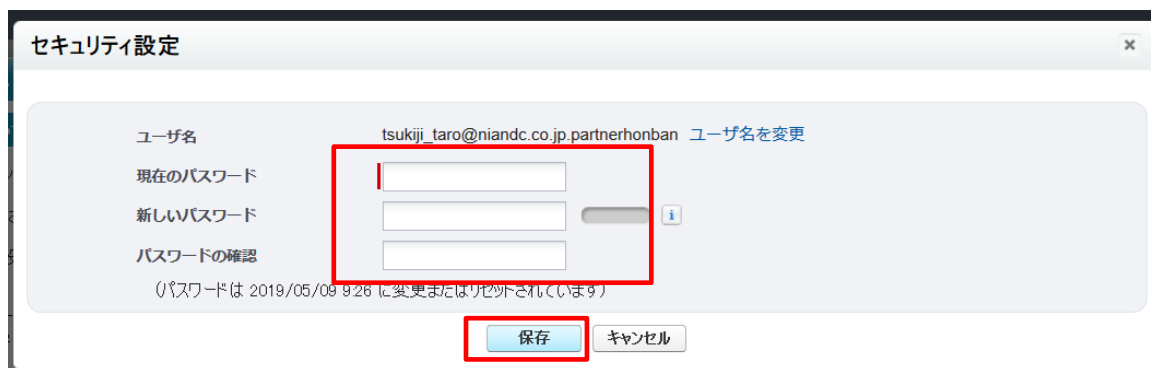 セキュリティ設定
ユーザ名 tsukiji_taro@niandc.co.jp.partnerhonban ユーザ名を変更
現在のパスワード
新しいパスワード
パスワードの確認
(パスワードは 2019/05/09 9:26 に変更またはリセットされています)
保存 キャンセル